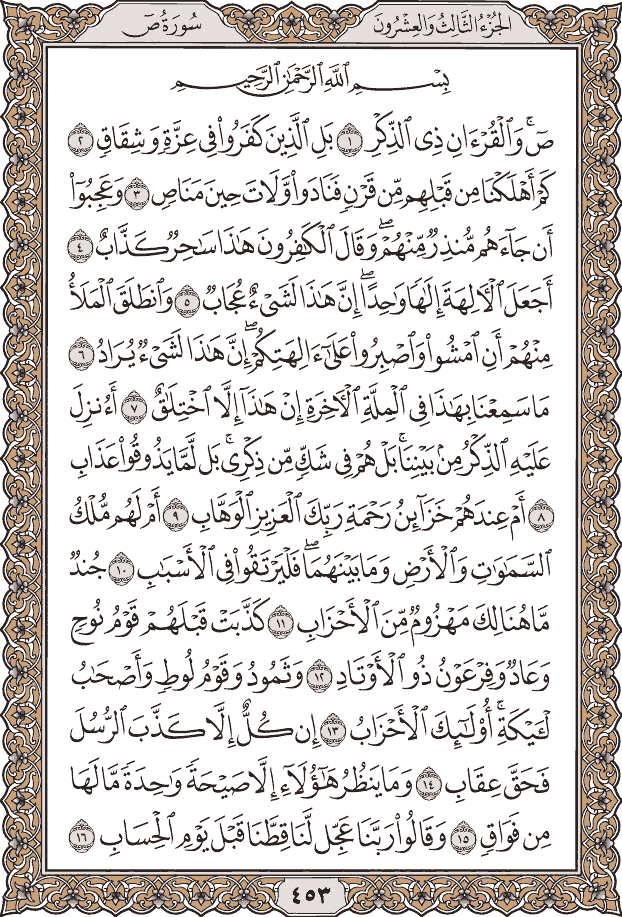 الجزء الثالث والعشرون
سورة ص
بِسْمِ ٱللَّهِ ٱلرَّحْمَٰنِ ٱلرَّحِيمِ
صٓ ۚ وَٱلْقُرْءَانِ ذِى ٱلذِّكْرِ ١ بَلِ ٱلَّذِينَ كَفَرُوا۟ فِى عِزَّةٍ وَشِقَاقٍ ٢
كَمْ أَهْلَكْنَا مِن قَبْلِهِم مِّن قَرْنٍ فَنَادَوا۟ وَّلَاتَ حِينَ مَنَاصٍ ٣ وَعَجِبُوٓا۟
أَن جَآءَهُم مُّنذِرٌ مِّنْهُمْ ۖ وَقَالَ ٱلْكَٰفِرُونَ هَٰذَا سَٰحِرٌ كَذَّابٌ ٤
أَجَعَلَ ٱلْءَالِهَةَ إِلَٰهًا وَٰحِدًا ۖ إِنَّ هَٰذَا لَشَىْءٌ عُجَابٌ ٥ وَٱنطَلَقَ ٱلْمَلَأُ
مِنْهُمْ أَنِ ٱمْشُوا۟ وَٱصْبِرُوا۟ عَلَىٰٓ ءَالِهَتِكُمْ ۖ إِنَّ هَٰذَا لَشَىْءٌ يُرَادُ ٦
مَا سَمِعْنَا بِهَٰذَا فِى ٱلْمِلَّةِ ٱلْءَاخِرَةِ إِنْ هَٰذَآ إِلَّا ٱخْتِلَٰقٌ ٧ أَءُنزِلَ
عَلَيْهِ ٱلذِّكْرُ مِنۢ بَيْنِنَا ۚ بَلْ هُمْ فِى شَكٍّ مِّن ذِكْرِى ۚ بَل لَّمَّا يَذُوقُوا۟ عَذَابِ
٨ أَمْ عِندَهُمْ خَزَآئِنُ رَحْمَةِ رَبِّكَ ٱلْعَزِيزِ ٱلْوَهَّابِ ٩ أَمْ لَهُم مُّلْكُ
ٱلسَّمَٰوَٰتِ وَٱلْأَرْضِ وَمَا بَيْنَهُمَا ۖ فَلْيَرْتَقُوا۟ فِى ٱلْأَسْبَٰبِ ١٠ جُندٌ
مَّا هُنَالِكَ مَهْزُومٌ مِّنَ ٱلْأَحْزَابِ ١١ كَذَّبَتْ قَبْلَهُمْ قَوْمُ نُوحٍ
وَعَادٌ وَفِرْعَوْنُ ذُو ٱلْأَوْتَادِ ١٢ وَثَمُودُ وَقَوْمُ لُوطٍ وَأَصْحَٰبُ
لْـَٔيْكَةِ ۚ أُو۟لَٰٓئِكَ ٱلْأَحْزَابُ ١٣ إِن كُلٌّ إِلَّا كَذَّبَ ٱلرُّسُلَ
فَحَقَّ عِقَابِ ١٤ وَمَا يَنظُرُ هَٰٓؤُلَآءِ إِلَّا صَيْحَةً وَٰحِدَةً مَّا لَهَا
مِن فَوَاقٍ ١٥ وَقَالُوا۟ رَبَّنَا عَجِّل لَّنَا قِطَّنَا قَبْلَ يَوْمِ ٱلْحِسَابِ ١٦
٤٥٣